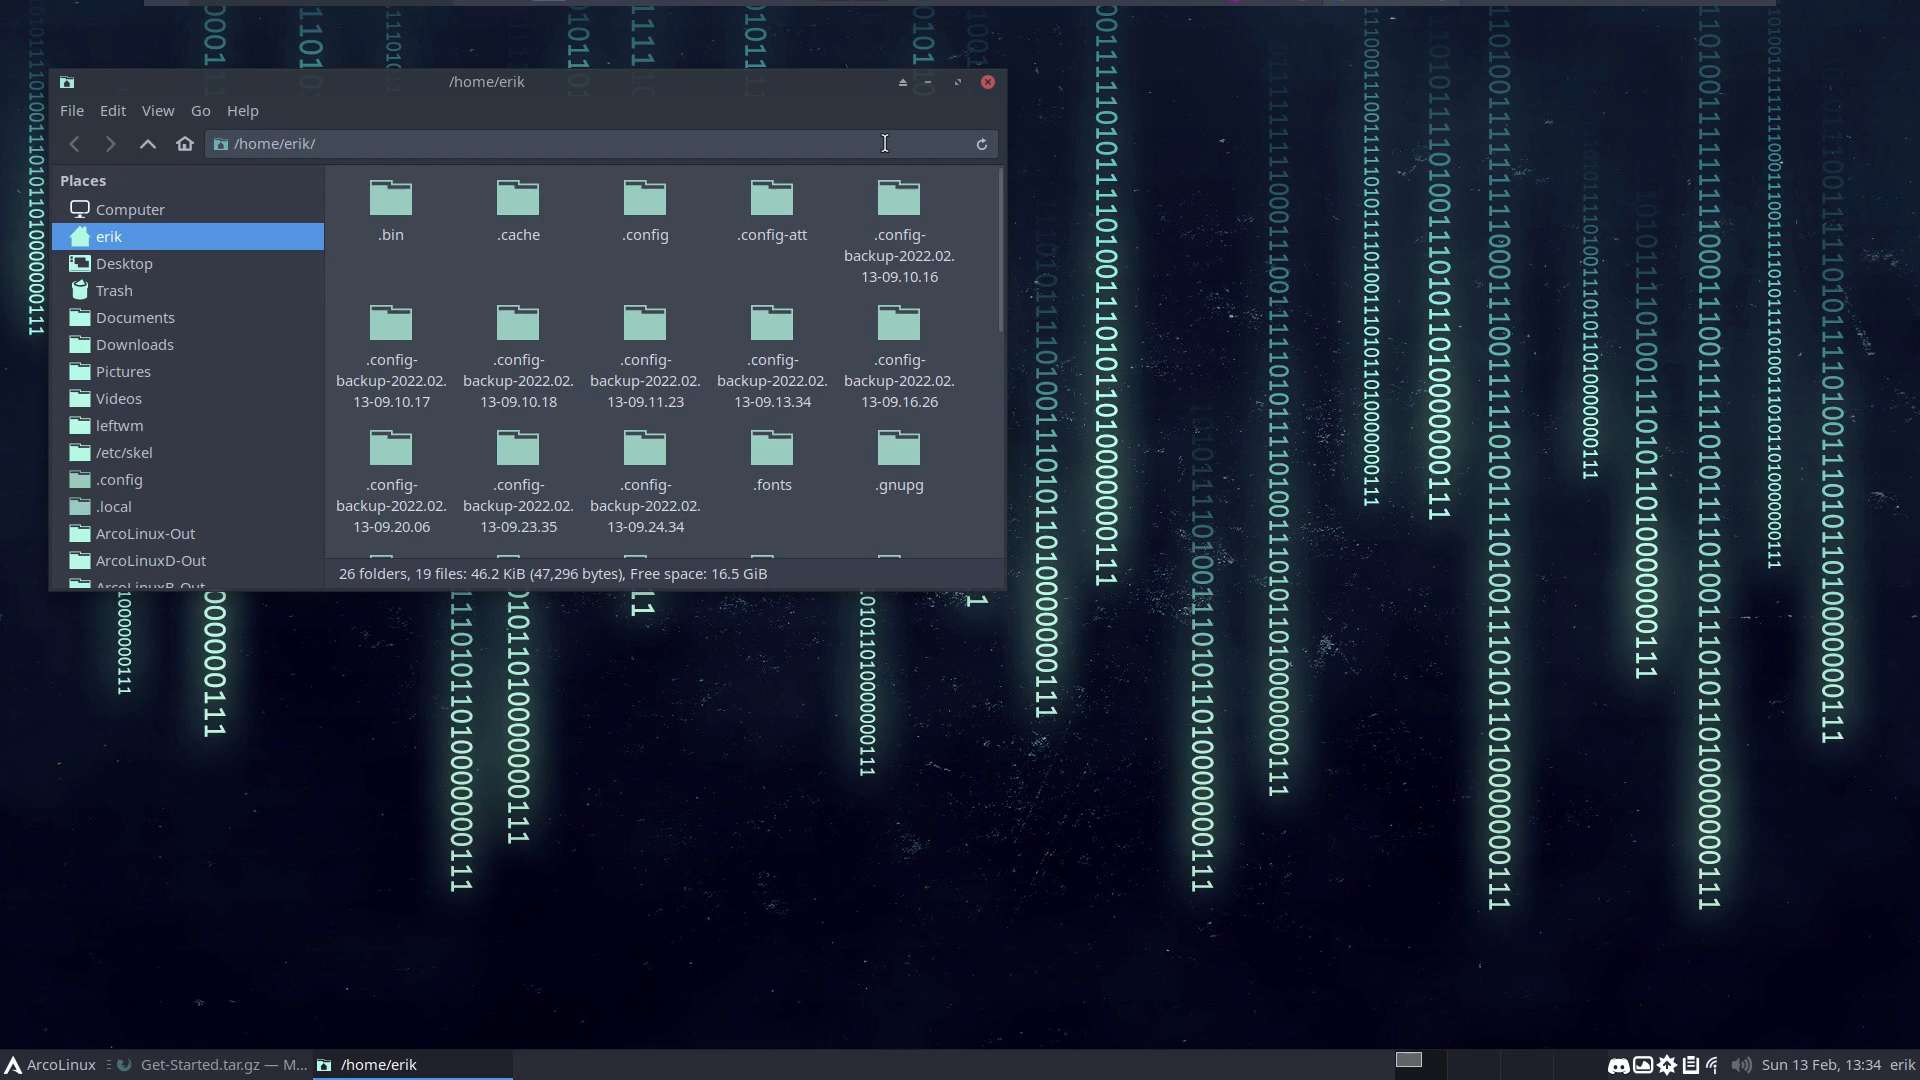 /home/erik
File Edit View Go Help
/home/erik/
Places
Computer
erik
Desktop
Trash
Documents
Downloads
Pictures
Videos
leftwm
/etc/skel
.config
.local
ArcoLinux-Out
ArcoLinuxD-Out
ArcoLinuxB-Out
.bin .cache .config .config-att .config-
backup-2022.02.
13-09.10.16
.config- .config- .config- .config- .config-
backup-2022.02. backup-2022.02. backup-2022.02. backup-2022.02. backup-2022.02.
13-09.10.17 13-09.10.18 13-09.11.23 13-09.13.34 13-09.16.26
.config- .config- .config- .fonts .gnupg
backup-2022.02. backup-2022.02. backup-2022.02.
13-09.20.06 13-09.23.35 13-09.24.34
26 folders, 19 files: 46.2 KiB (47,296 bytes), Free space: 16.5 GiB
ArcoLinux Get-Started.tar.gz — M... /home/erik Sun 13 Feb, 13:34 erik